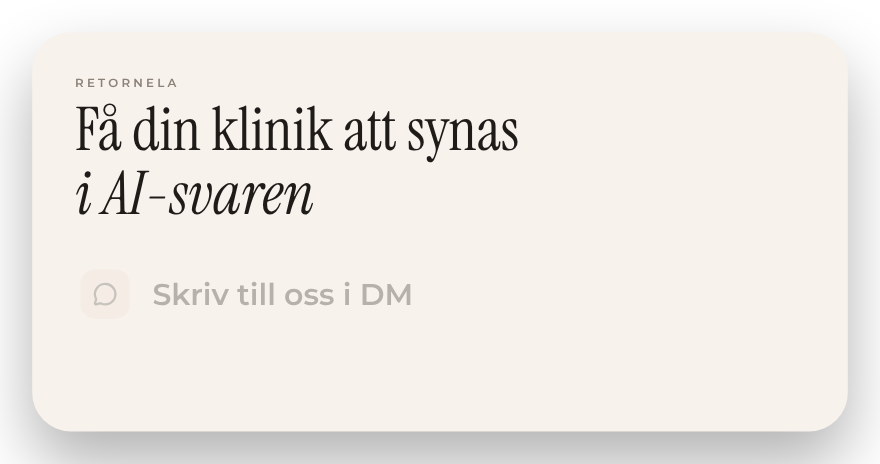 RETORNELA
Få din klinik att synas
i AI-svaren
Skriv till oss i DM